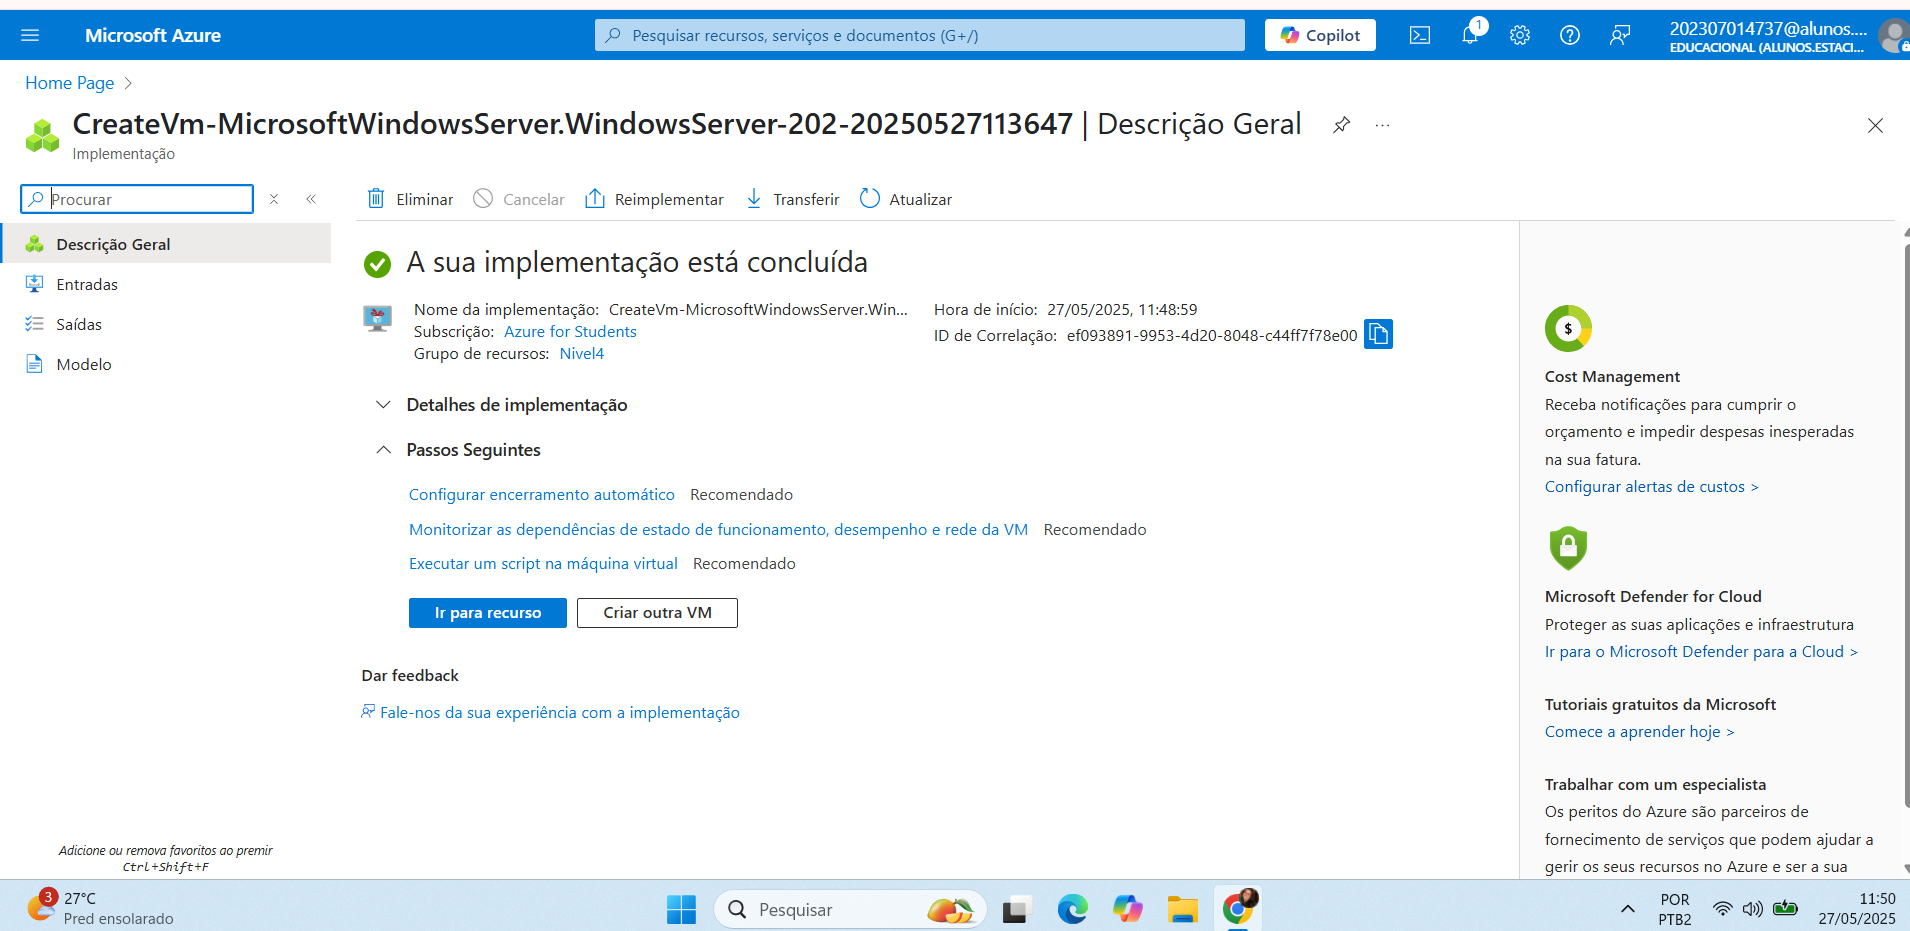 Microsoft Azure
Pesquisar recursos, serviços e documentos (G+/)
Copilot
1
202307014737@alunos....
EDUCACIONAL (ALUNOS.ESTACI...
Home Page
CreateVm-MicrosoftWindowsServer.WindowsServer-202-20250527113647 | Descrição Geral
Implementação
Procurar
Eliminar
Cancelar
Reimplementar
Transferir
Atualizar
Descrição Geral
Entradas
Saídas
Modelo
A sua implementação está concluída
Nome da implementação: CreateVm-MicrosoftWindowsServer.Win...
Subscrição: Azure for Students
Grupo de recursos: Nivel4
Hora de início: 27/05/2025, 11:48:59
ID de Correlação: ef093891-9953-4d20-8048-c44ff7f78e00
Detalhes de implementação
Passos Seguintes
Configurar encerramento automático Recomendado
Monitorizar as dependências de estado de funcionamento, desempenho e rede da VM Recomendado
Executar um script na máquina virtual Recomendado
Ir para recurso
Criar outra VM
Dar feedback
Fale-nos da sua experiência com a implementação
$
Cost Management
Receba notificações para cumprir o
orçamento e impedir despesas inesperadas
na sua fatura.
Configurar alertas de custos >
Microsoft Defender for Cloud
Proteger as suas aplicações e infraestrutura
Ir para o Microsoft Defender para a Cloud >
Tutoriais gratuitos da Microsoft
Comece a aprender hoje >
Trabalhar com um especialista
Os peritos do Azure são parceiros de
fornecimento de serviços que podem ajudar a
gerir os seus recursos no Azure e ser a sua
Adicione ou remova favoritos ao premir
Ctrl+Shift+F
3
27°C
Pred ensolarado
Pesquisar
POR
PTB2
11:50
27/05/2025